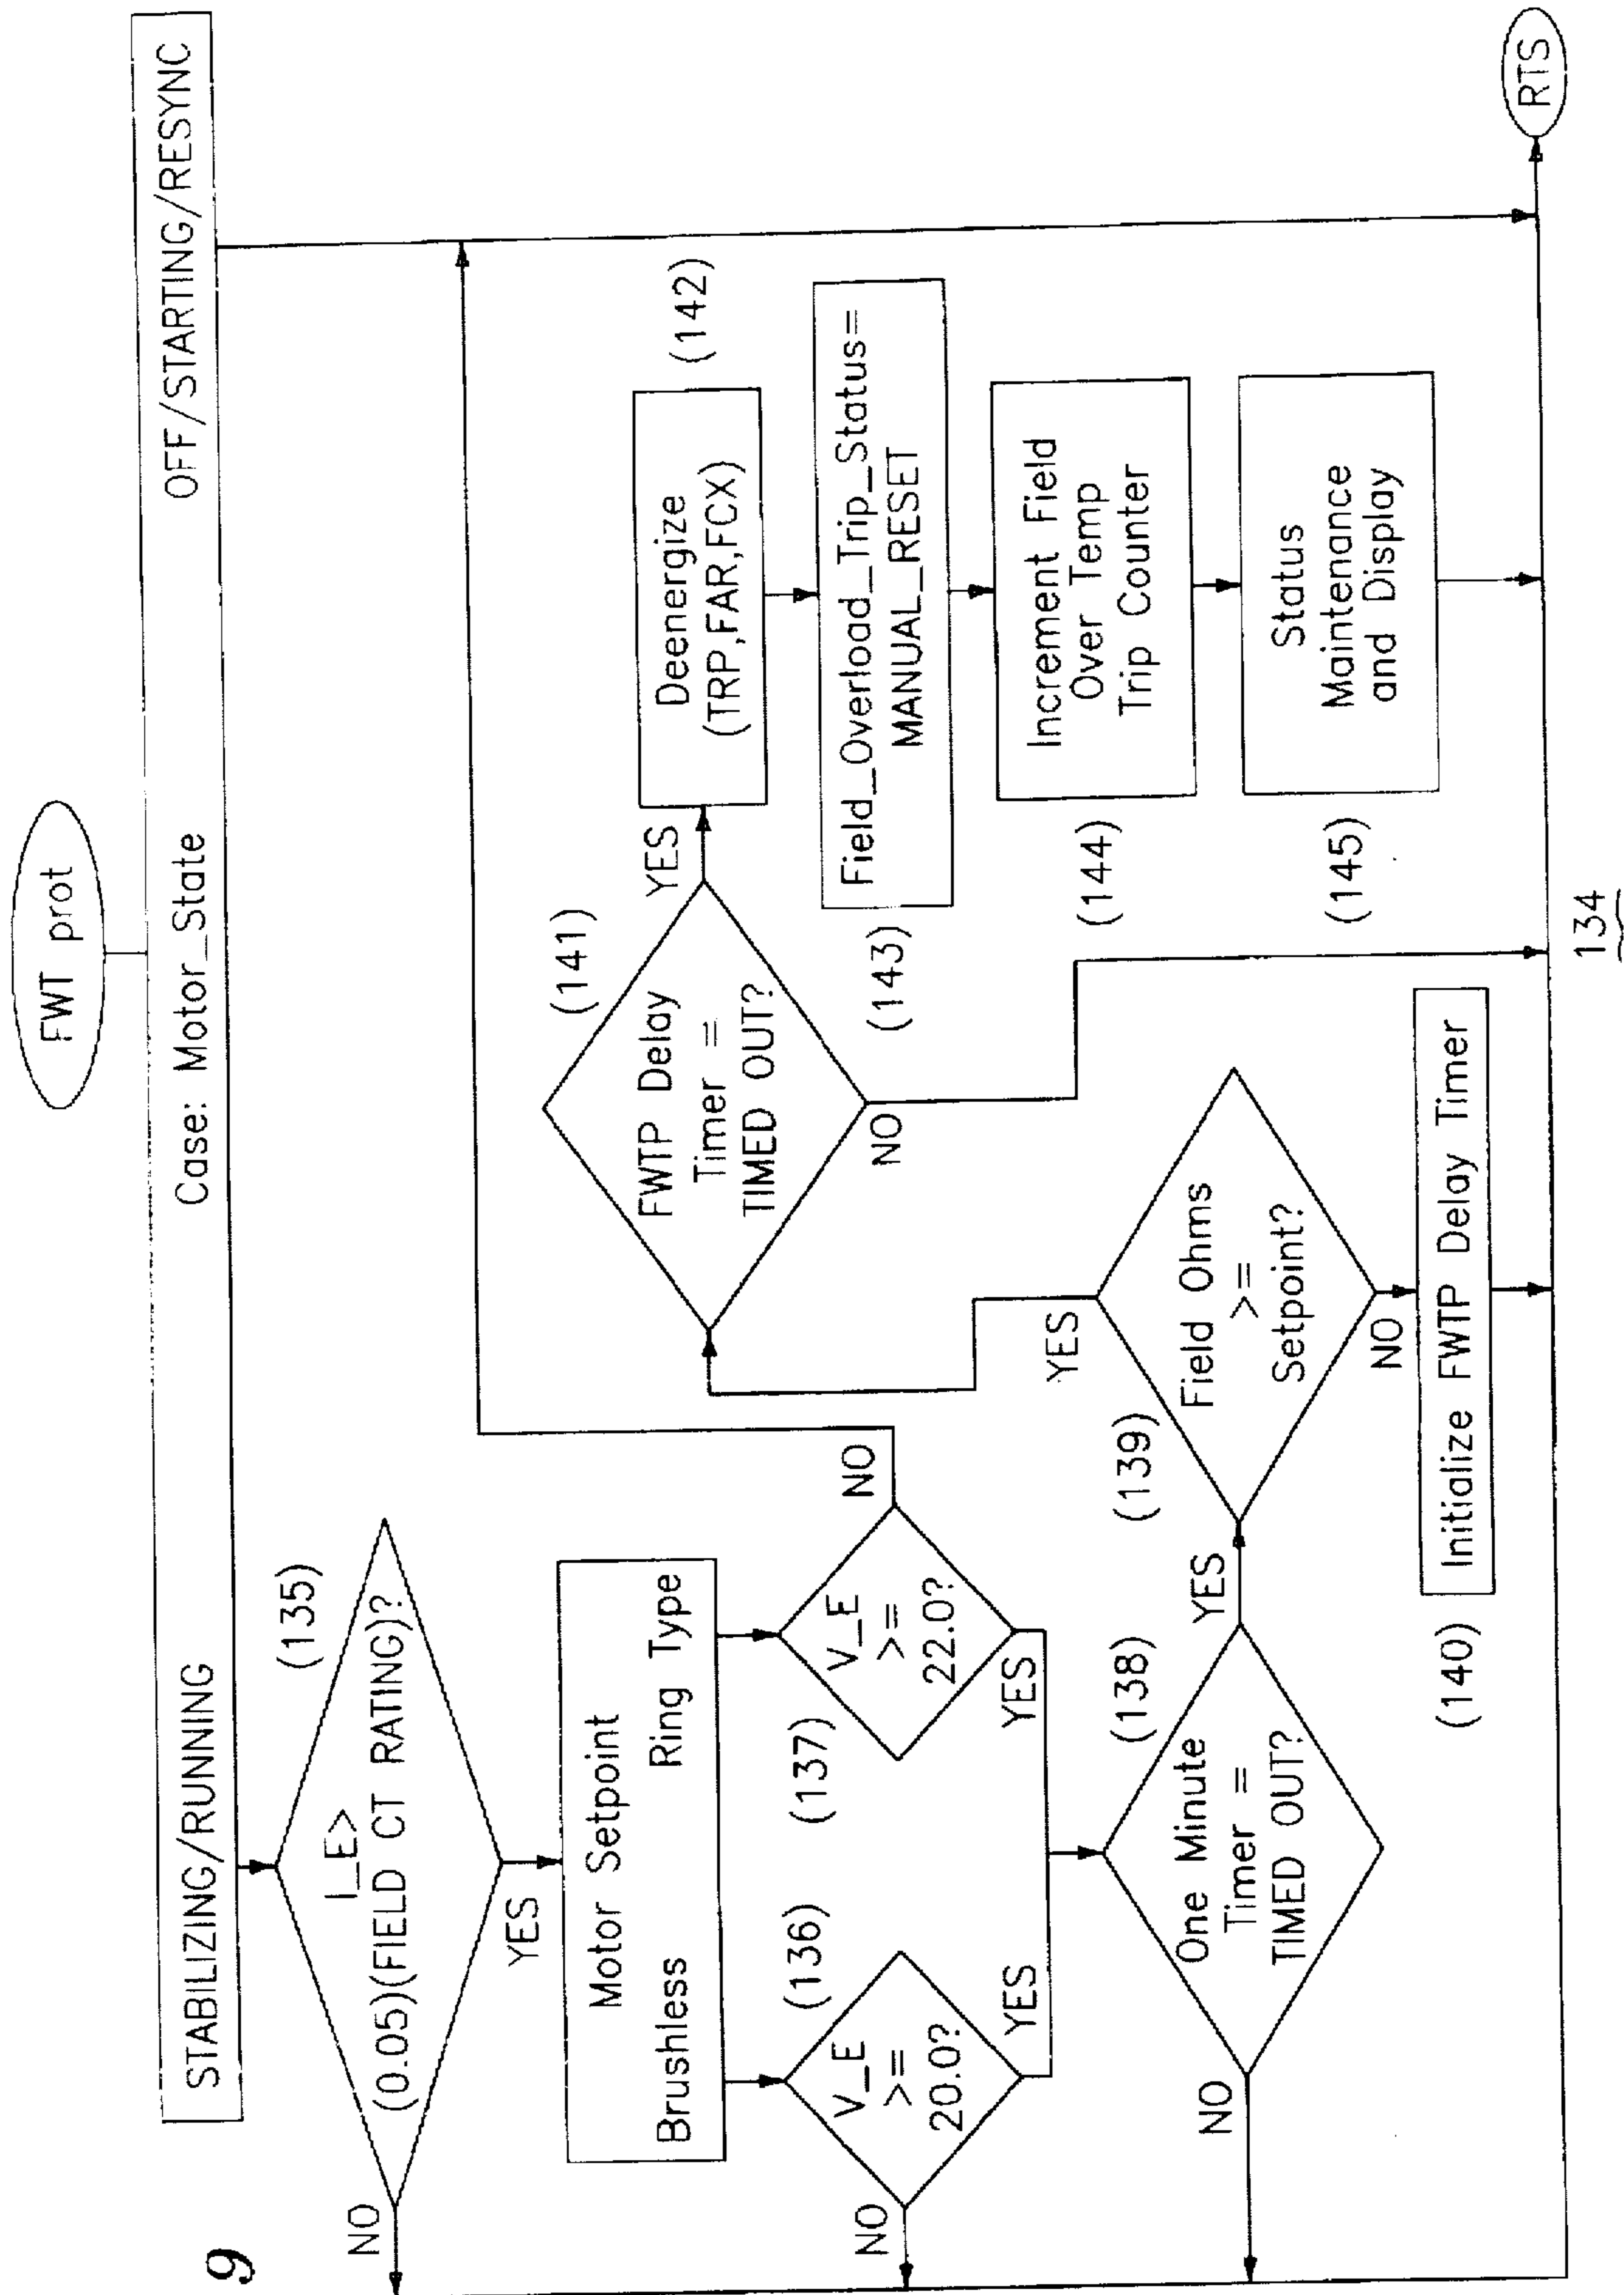 9
FWT prot
Case: Motor_State
STABILIZING/RUNNING
OFF/STARTING/RESYNC
(135)
I_E>
(0.05)(FIELD CT RATING)?
NO
YES
Motor Setpoint
Brushless Ring Type
(136)
V_E
>=
20.0?
NO
YES
(137)
V_E
>=
22.0?
NO
YES
(138)
One Minute
Timer =
TIMED OUT?
NO
YES
(139)
Field Ohms
>=
Setpoint?
YES
NO
(140)
Initialize FWTP Delay Timer
(141)
FWTP Delay
Timer =
TIMED OUT?
NO
YES
(142)
Deenergize
(TRP,FAR,FCX)
(143)
Field_Overload_Trip_Status=
MANUAL_RESET
(144)
Increment Field
Over Temp
Trip Counter
(145)
Status
Maintenance
and Display
RTS
134